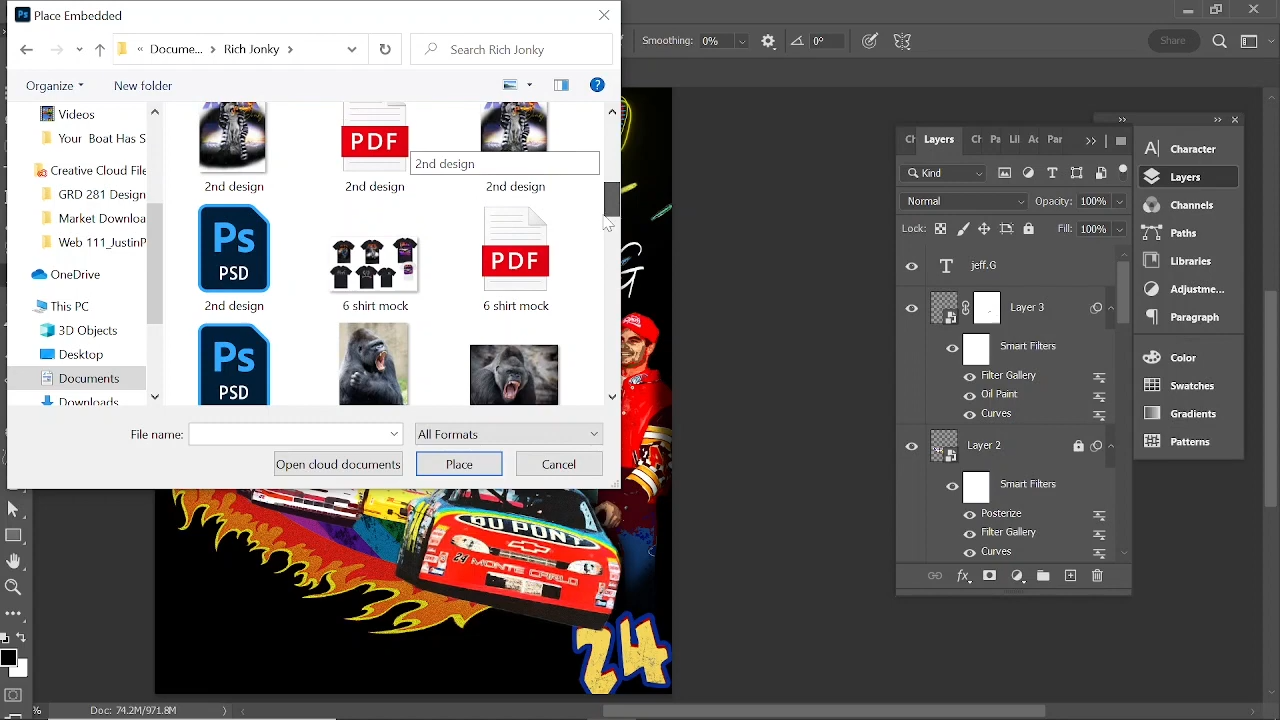 Ps Place Embedded
« Docume... > Rich Jonky >
Search Rich Jonky
Smoothing: 0%
0°
Share
Organize
New folder
Videos
Your Boat Has S
Creative Cloud File
GRD 281 Design
Market Downloa
Web 111_JustinP
OneDrive
This PC
3D Objects
Desktop
Documents
Downloads
PDF
2nd design
2nd design
2nd design
2nd design
Ps
PSD
PDF
2nd design
6 shirt mock
6 shirt mock
Ps
PSD
File name:
All Formats
Open cloud documents
Place
Cancel
Layers
Pa
Lil
Ac
Par
Kind
Normal
Opacity: 100%
Lock:
Fill: 100%
T
jeff.G
Layer 3
Smart Filters
Filter Gallery
Oil Paint
Curves
Layer 2
Smart Filters
Posterize
Filter Gallery
Curves
fx
Character
Layers
Channels
Paths
Libraries
Adjustme...
Paragraph
Color
Swatches
Gradients
Patterns
G
DU PONT
24 MONTE CARLO
24
%
Doc: 74.2M/971.8M